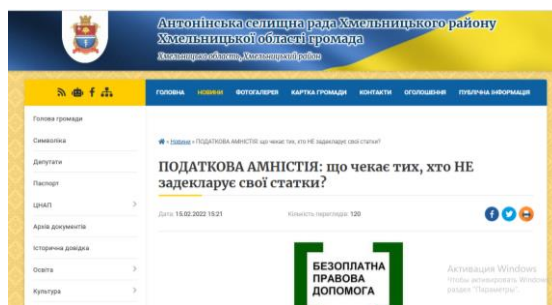 Антонінська селищна рада Хмельницького району
Хмельницької області громада
Хмельницька область, Хмельницький район
ГОЛОВНА НОВИНИ ФОТОГАЛЕРЕЯ КАРТКА ГРОМАДИ КОНТАКТИ ОГОЛОШЕННЯ ПУБЛІЧНА ІНФОРМАЦІЯ
Голова громади
Символіка
Депутати
Паспорт
ЦНАП
Архів документів
Історична довідка
Освіта
Культура
» Новини » ПОДАТКОВА АМНІСТІЯ: що чекає тих, хто НЕ задекларує свої статки?
ПОДАТКОВА АМНІСТІЯ: що чекає тих, хто НЕ
задекларує свої статки?
Дата: 15.02.2022 15:21 Кількість переглядів: 120
БЕЗОПЛАТНА
ПРАВОВА
ДОПОМОГА
Активация Windows
Чтобы активировать Windows
раздел "Параметры".